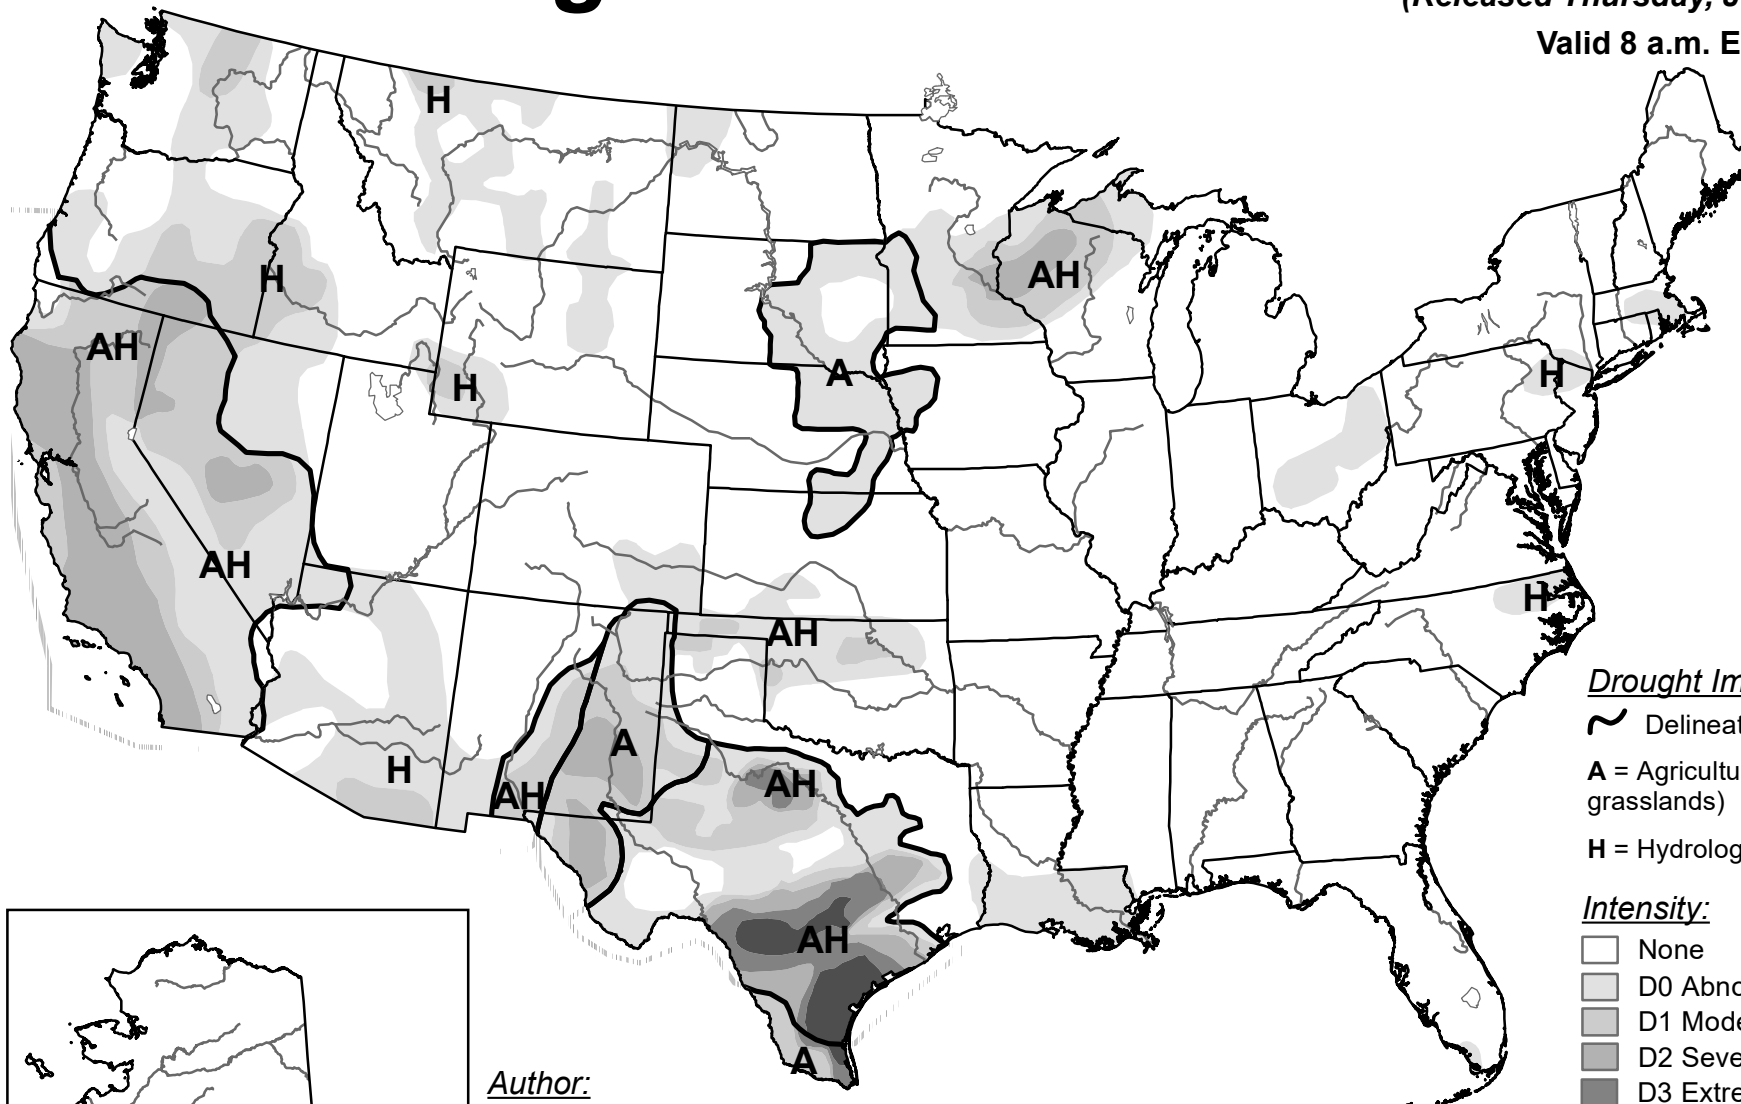 (Released Thursday, J
Valid 8 a.m. E
H
H
AH
AH
H
A
H
AH
H
AH
H
A
AH
AH
H
AH
A
Drought Im
Delineat
A = Agricultu
grasslands)
H = Hydrolog
Intensity:
None
D0 Abno
D1 Mode
D2 Seve
D3 Extre
Author: